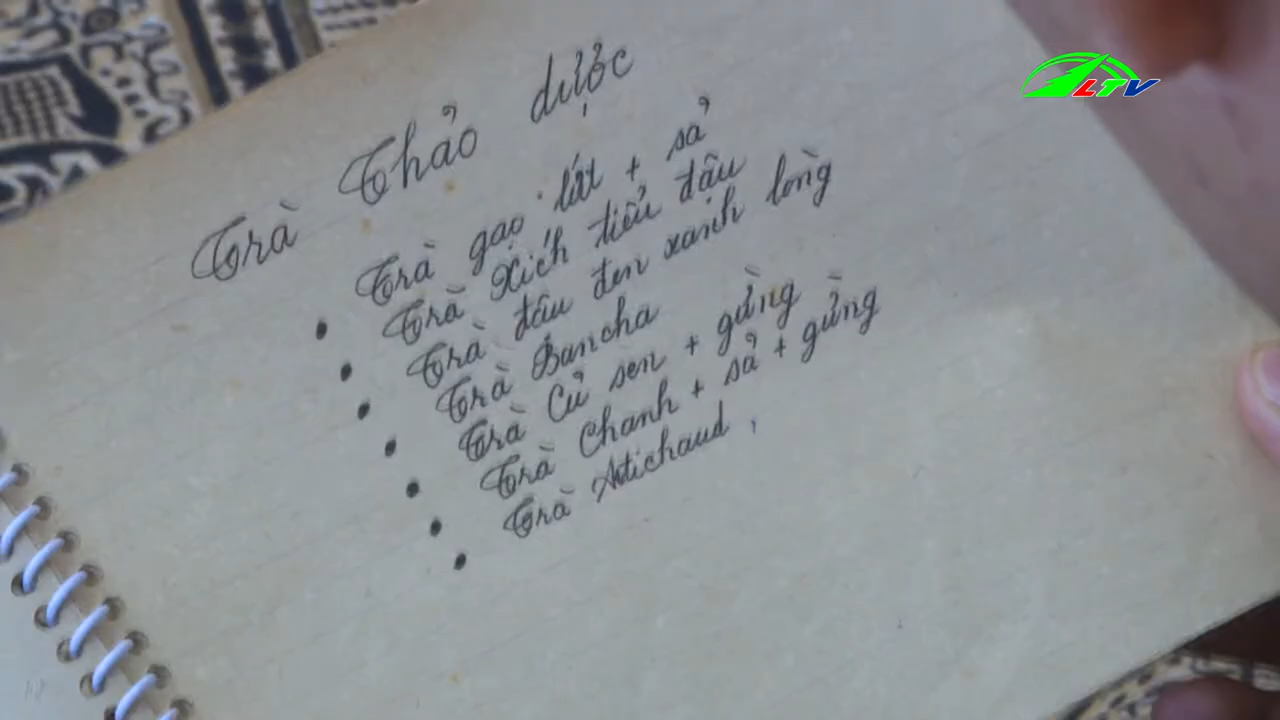 LTV
Trà Thảo dược
Trà gạo lứt + sả
Trà Xích tiểu đậu
Trà đậu đen xanh lòng
Trà Bancha
Trà Củ sen + gừng
Trà Chanh + sả + gừng
Trà Atichaud